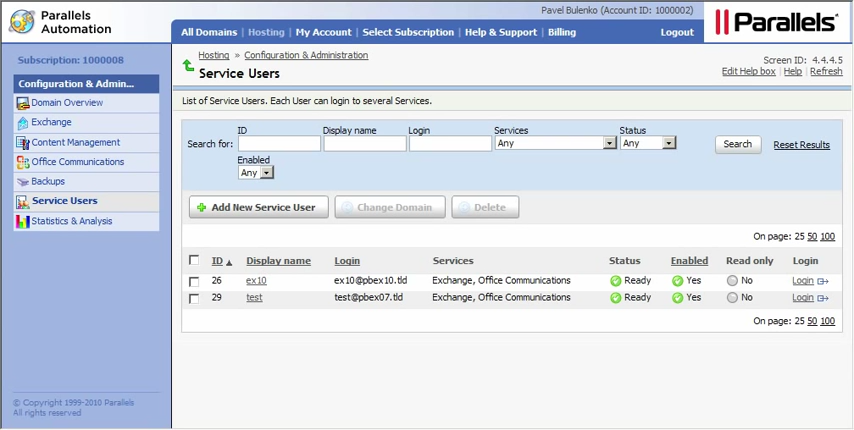 Parallels
Automation
Pavel Bulenko (Account ID: 1000002)
All Domains | Hosting | My Account | Select Subscription | Help & Support | Billing
Logout
Parallels®
Subscription: 1000008
Configuration & Admin...
Domain Overview
Exchange
Content Management
Office Communications
Backups
Service Users
Statistics & Analysis
© Copyright 1999-2010 Parallels
All rights reserved
Hosting » Configuration & Administration
Service Users
Screen ID: 4.4.4.5
Edit Help box | Help | Refresh
List of Service Users. Each User can login to several Services.
ID Display name Login Services Status
Search for: Any Any Search Reset Results
Enabled
Any
Add New Service User Change Domain Delete
On page: 25 50 100
ID Display name Login Services Status Enabled Read only Login
26 ex10 ex10@pbex10.tld Exchange, Office Communications Ready Yes No Login
29 test test@pbex07.tld Exchange, Office Communications Ready Yes No Login
On page: 25 50 100